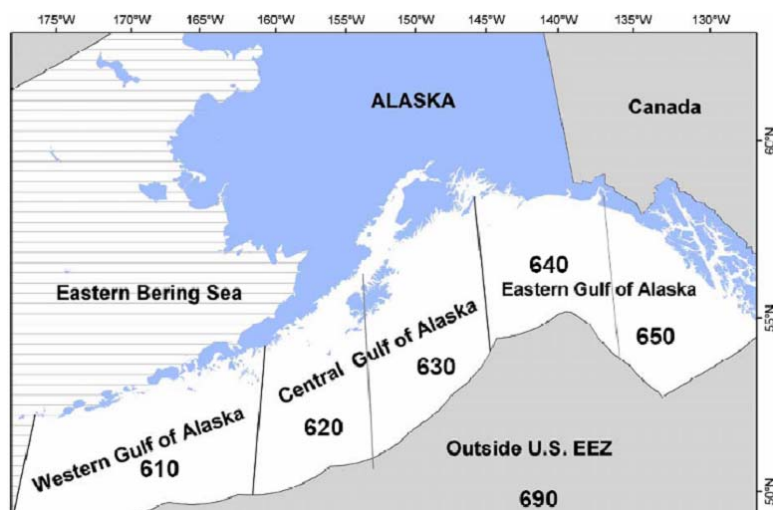 175°W 170°W 165°W 160°W 155°W 150°W 145°W 140°W 135°W 130°W
ALASKA
Canada
60°N
640
Eastern Bering Sea
Eastern Gulf of Alaska
55°N
650
Central Gulf of Alaska
630
620
Western Gulf of Alaska
610
Outside U.S. EEZ
690
50°N